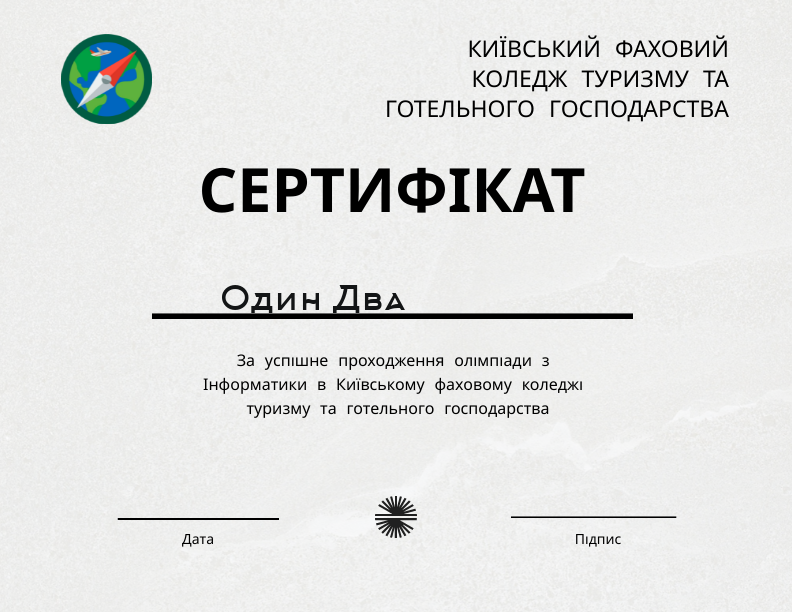 КИЇВСЬКИЙ ФАХОВИЙ
КОЛЕДЖ ТУРИЗМУ ТА
ГОТЕЛЬНОГО ГОСПОДАРСТВА
СЕРТИФІКАТ
Один Два
За успішне проходження олімпіади з
Інформатики в Київському фаховому коледжі
туризму та готельного господарства
Дата
Підпис